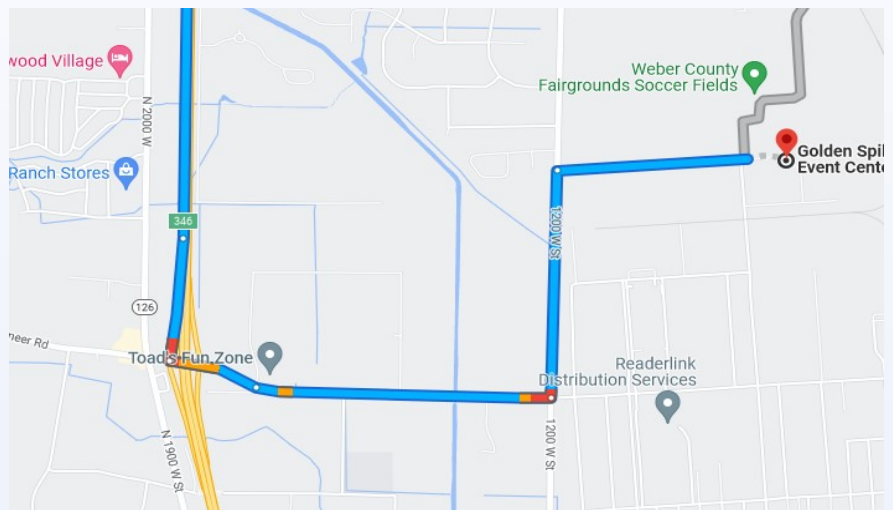 wood Village
N 2000 W
Weber County
Fairgrounds Soccer Fields
Golden Spi
Event Cente
Ranch Stores
346
1200 W St
126
neer Rd
Toad's Fun Zone
Readerlink
Distribution Services
N 1900 W St
1200 W St